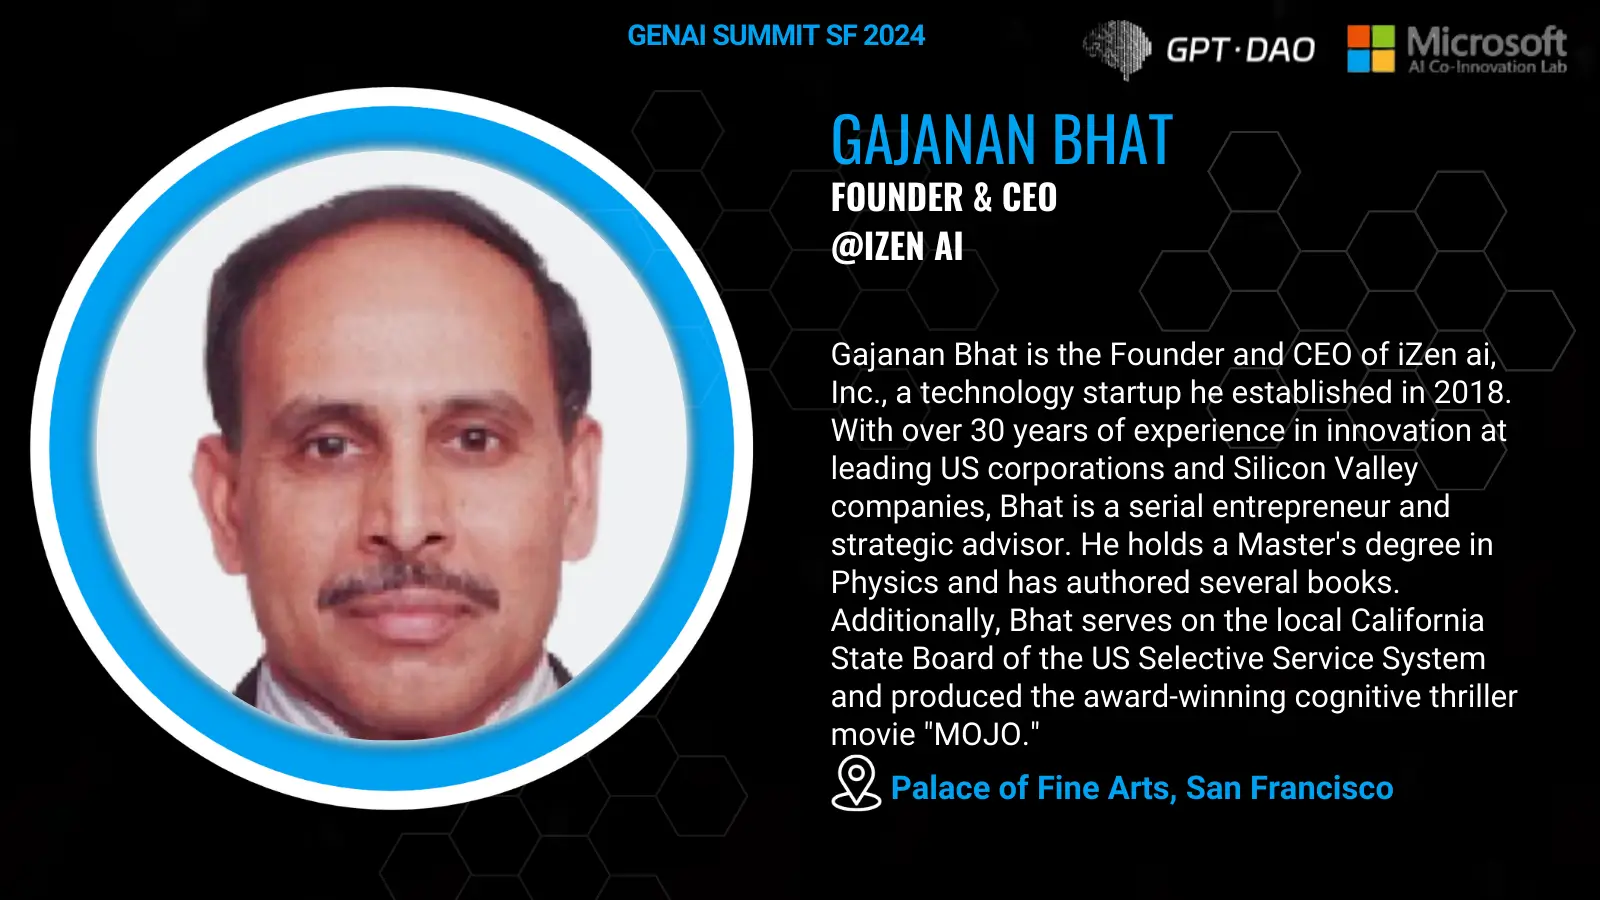 GENAI SUMMIT SF 2024
GPT·DAO
Microsoft
AI Co-Innovation Lab
GAJANAN BHAT
FOUNDER & CEO
@IZEN AI
Gajanan Bhat is the Founder and CEO of iZen ai,
Inc., a technology startup he established in 2018.
With over 30 years of experience in innovation at
leading US corporations and Silicon Valley
companies, Bhat is a serial entrepreneur and
strategic advisor. He holds a Master's degree in
Physics and has authored several books.
Additionally, Bhat serves on the local California
State Board of the US Selective Service System
and produced the award-winning cognitive thriller
movie "MOJO."
Palace of Fine Arts, San Francisco